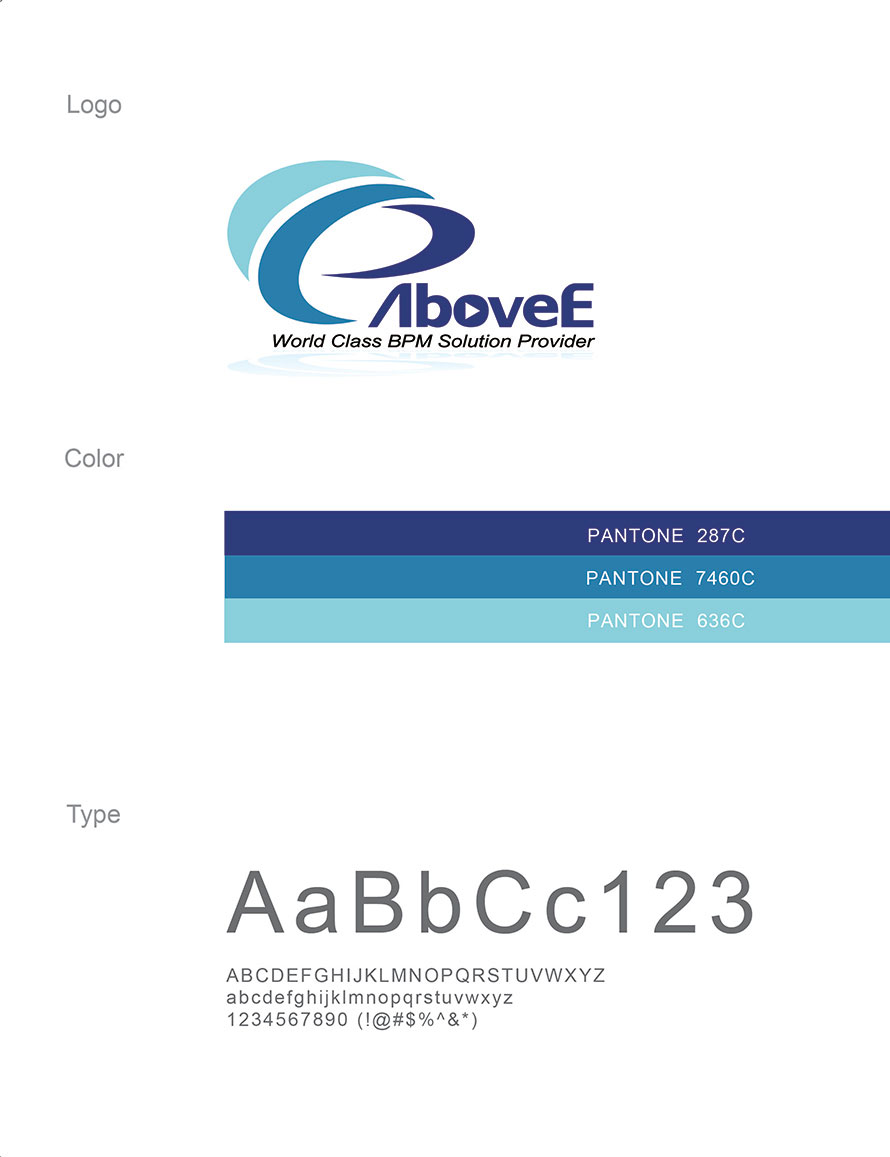 Logo
AboveE
World Class BPM Solution Provider
Color
PANTONE 287C
PANTONE 7460C
PANTONE 636C
Type
AaBbCc123
ABCDEFGHIJKLMNOPQRSTUVWXYZ
abcdefghijklmnopqrstuvwxyz
1234567890 (!@#$%^&*)